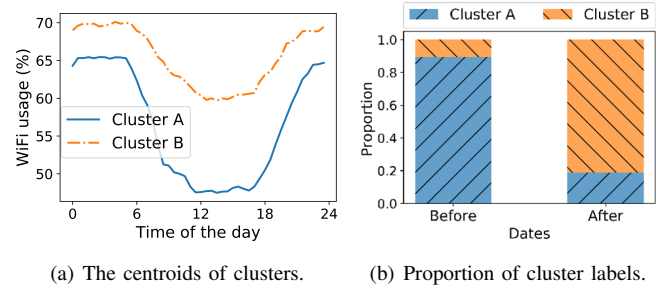 70
65
60
55
50
WiFi usage (%)
Cluster A
Cluster B
0 6 12 18 24
Time of the day
(a) The centroids of clusters.
Cluster A Cluster B
1.0
0.8
0.6
0.4
0.2
0.0
Proportion
Before After
Dates
(b) Proportion of cluster labels.